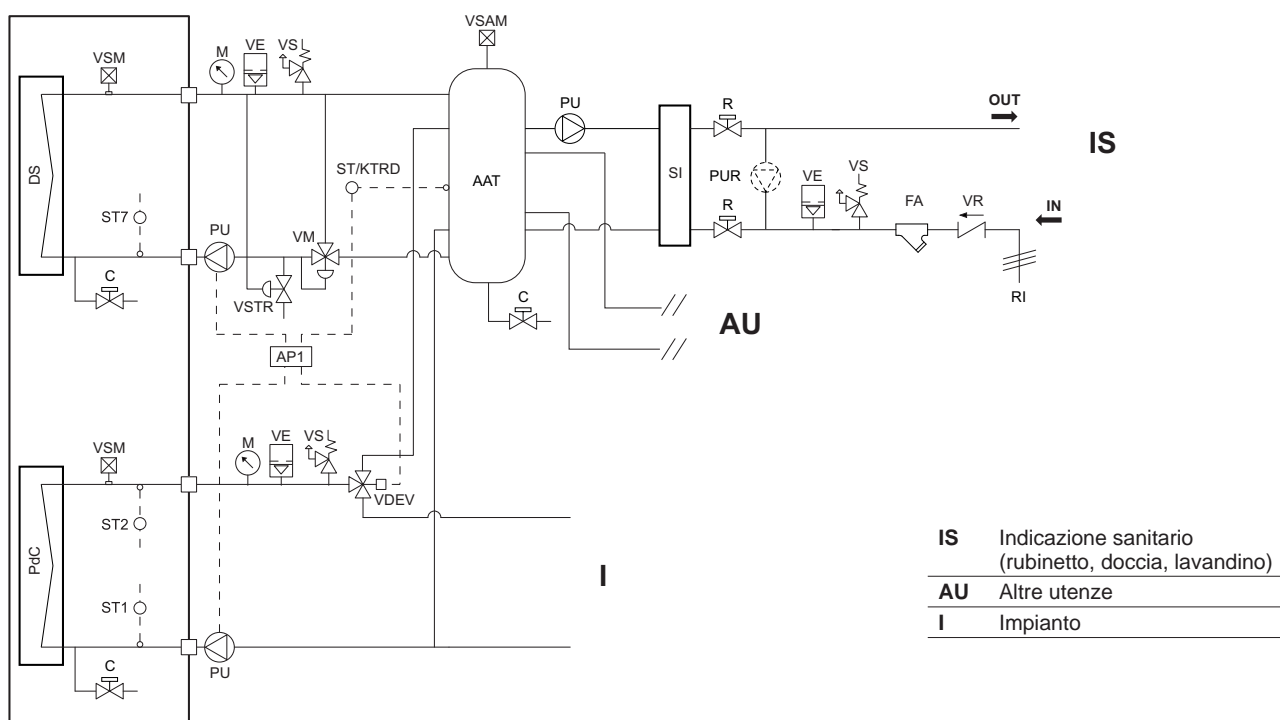 VSAM
VSM
M
VE
VS
DS
ST7
C
PU
VSTR
VM
ST/KTRD
AAT
C
PU
SI
R
R
PUR
VE
VS
FA
VR
OUT
IN
RI
IS
AU
AP1
VSM
M
VE
VS
VDEV
PdC
ST2
ST1
C
PU
I
IS Indicazione sanitario
(rubinetto, doccia, lavandino)
AU Altre utenze
I Impianto